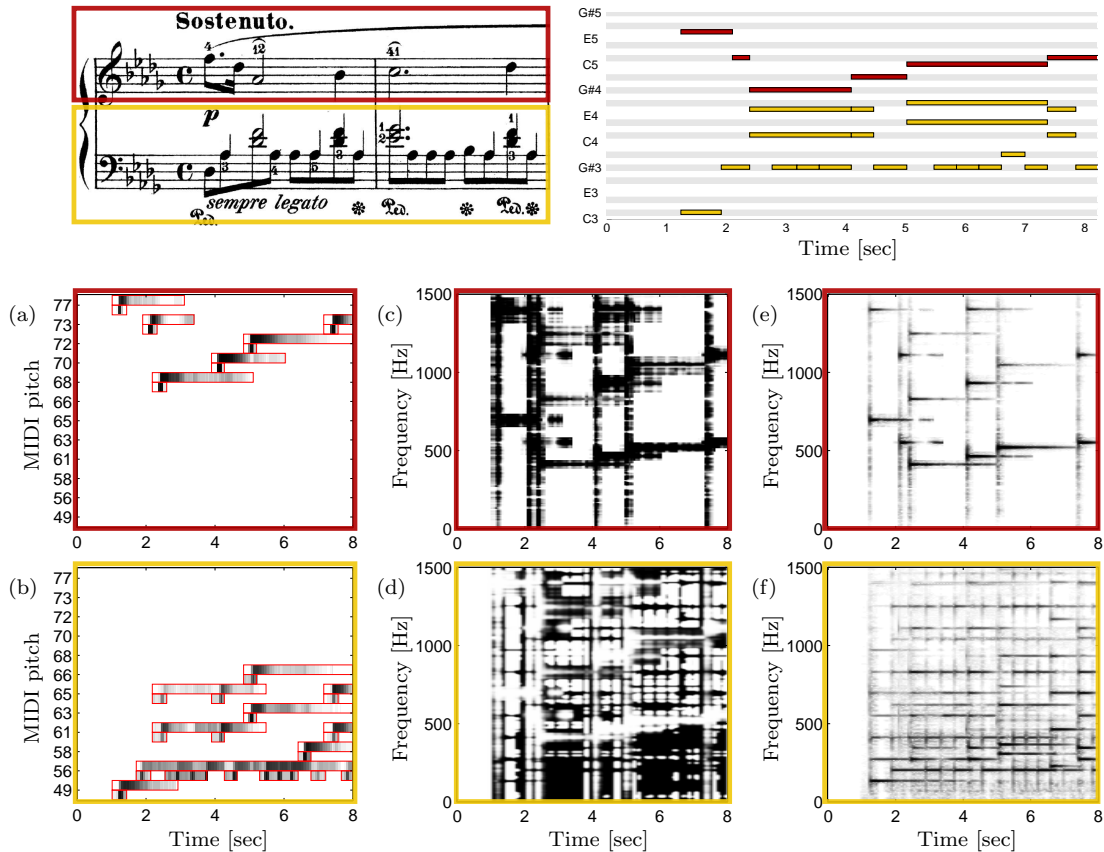 Sostenuto.
4 12 41
p
1
2 1
3 4 5 3 3
sempre legato
Ped. Ped. Ped.
G#5
E5
C5
G#4
E4
C4
G#3
E3
C3
0 1 2 3 4 5 6 7 8
Time [sec]
(a)
MIDI pitch
77
73
72
70
68
66
65
63
61
58
56
49
0 2 4 6 8
(c)
Frequency [Hz]
1500
1000
500
0
0 2 4 6 8
(e)
Frequency [Hz]
1500
1000
500
0
0 2 4 6 8
(b)
MIDI pitch
77
73
72
70
68
66
65
63
61
58
56
49
0 2 4 6 8
Time [sec]
(d)
Frequency [Hz]
1500
1000
500
0
0 2 4 6 8
Time [sec]
(f)
Frequency [Hz]
1500
1000
500
0
0 2 4 6 8
Time [sec]